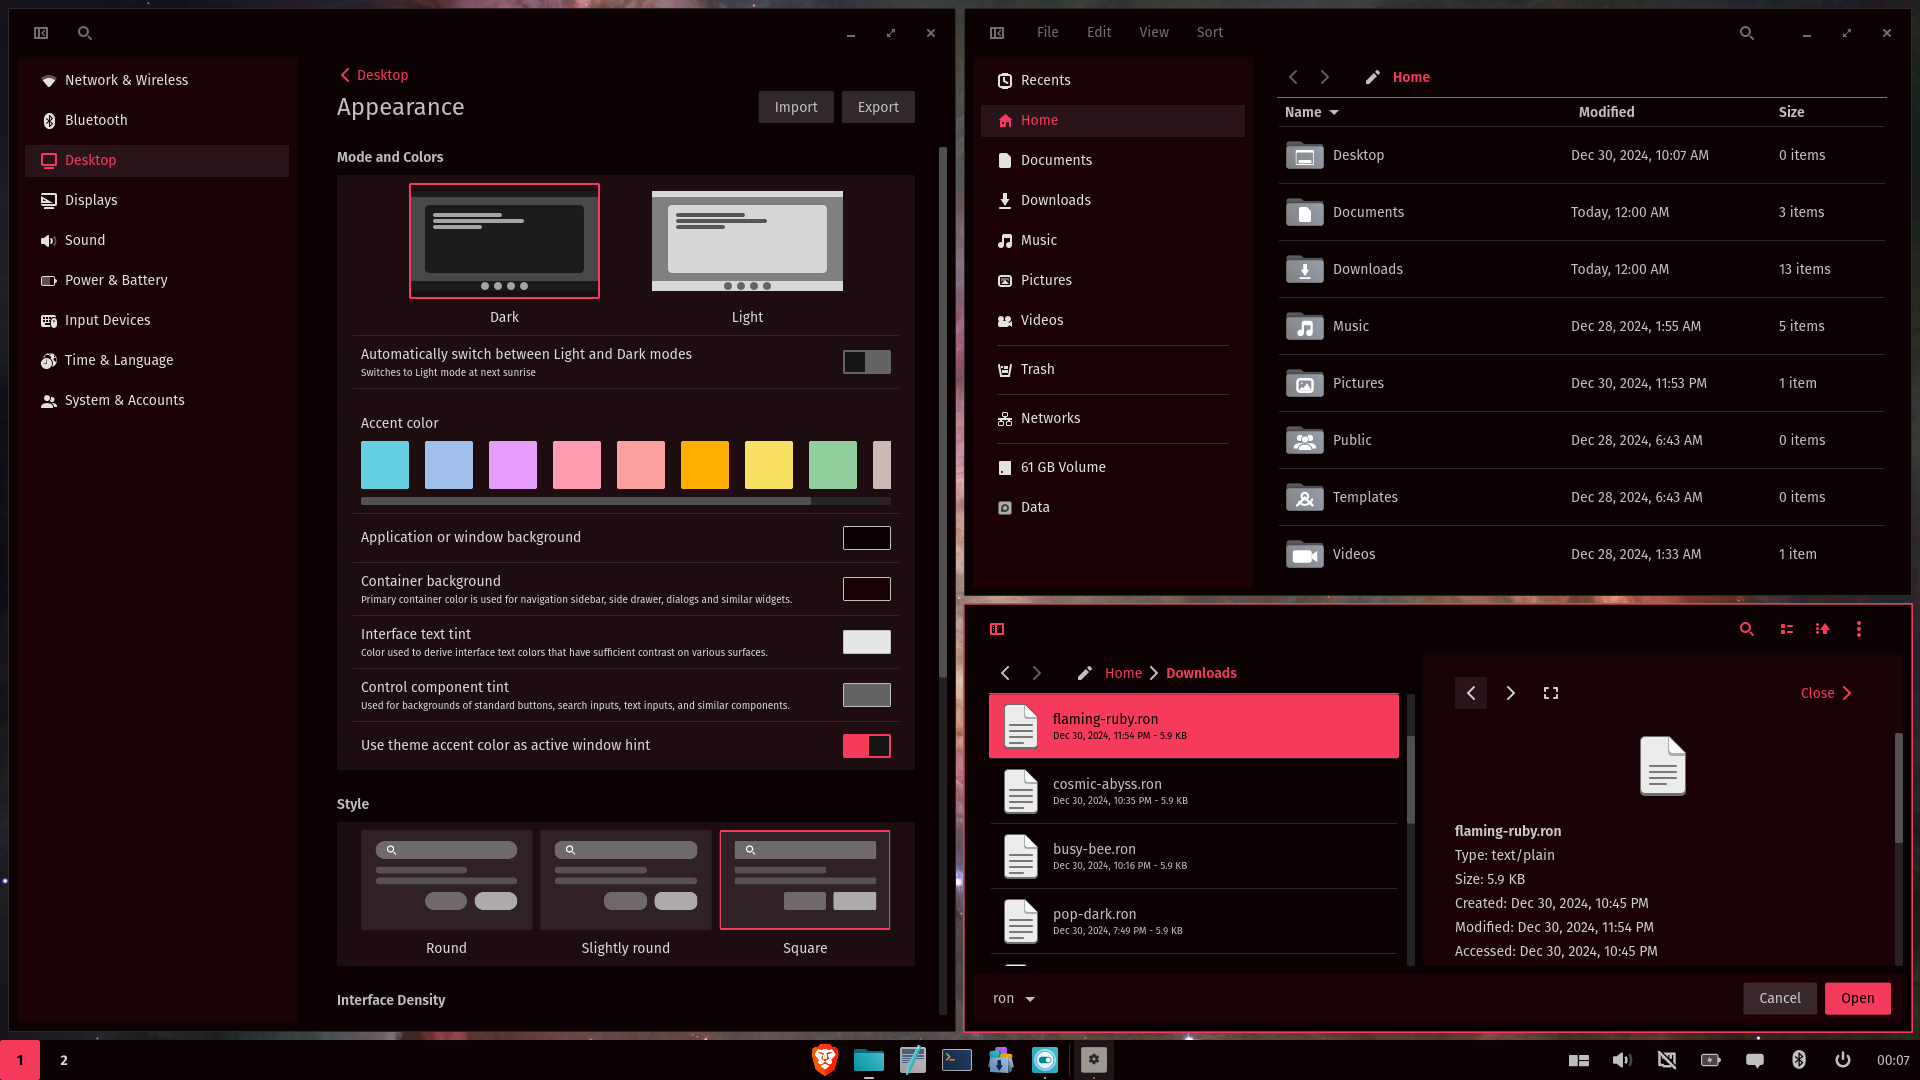 Network & Wireless
Bluetooth
Desktop
Displays
Sound
Power & Battery
Input Devices
Time & Language
System & Accounts
Desktop
Appearance
Import
Export
Mode and Colors
Dark
Light
Automatically switch between Light and Dark modes
Switches to Light mode at next sunrise
Accent color
Application or window background
Container background
Primary container color is used for navigation sidebar, side drawer, dialogs and similar widgets.
Interface text tint
Color used to derive interface text colors that have sufficient contrast on various surfaces.
Control component tint
Used for backgrounds of standard buttons, search inputs, text inputs, and similar components.
Use theme accent color as active window hint
Style
Round
Slightly round
Square
Interface Density
File
Edit
View
Sort
Recents
Home
Documents
Downloads
Music
Pictures
Videos
Trash
Networks
61 GB Volume
Data
Home
Name
Modified
Size
Desktop
Dec 30, 2024, 10:07 AM
0 items
Documents
Today, 12:00 AM
3 items
Downloads
Today, 12:00 AM
13 items
Music
Dec 28, 2024, 1:55 AM
5 items
Pictures
Dec 30, 2024, 11:53 PM
1 item
Public
Dec 28, 2024, 6:43 AM
0 items
Templates
Dec 28, 2024, 6:43 AM
0 items
Videos
Dec 28, 2024, 1:33 AM
1 item
Home
Downloads
flaming-ruby.ron
Dec 30, 2024, 11:54 PM - 5.9 KB
cosmic-abyss.ron
Dec 30, 2024, 10:35 PM - 5.9 KB
busy-bee.ron
Dec 30, 2024, 10:16 PM - 5.9 KB
pop-dark.ron
Dec 30, 2024, 7:49 PM - 5.9 KB
Close
flaming-ruby.ron
Type: text/plain
Size: 5.9 KB
Created: Dec 30, 2024, 10:45 PM
Modified: Dec 30, 2024, 11:54 PM
Accessed: Dec 30, 2024, 10:45 PM
ron
Cancel
Open
1
2
00:07